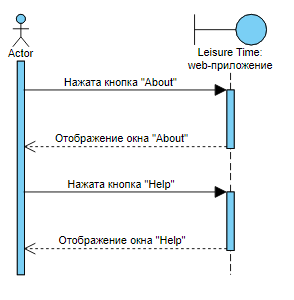 Actor
Leisure Time:
web-приложение
Нажата кнопка "About"
Отображение окна "About"
Нажата кнопка "Help"
Отображение окна "Help"